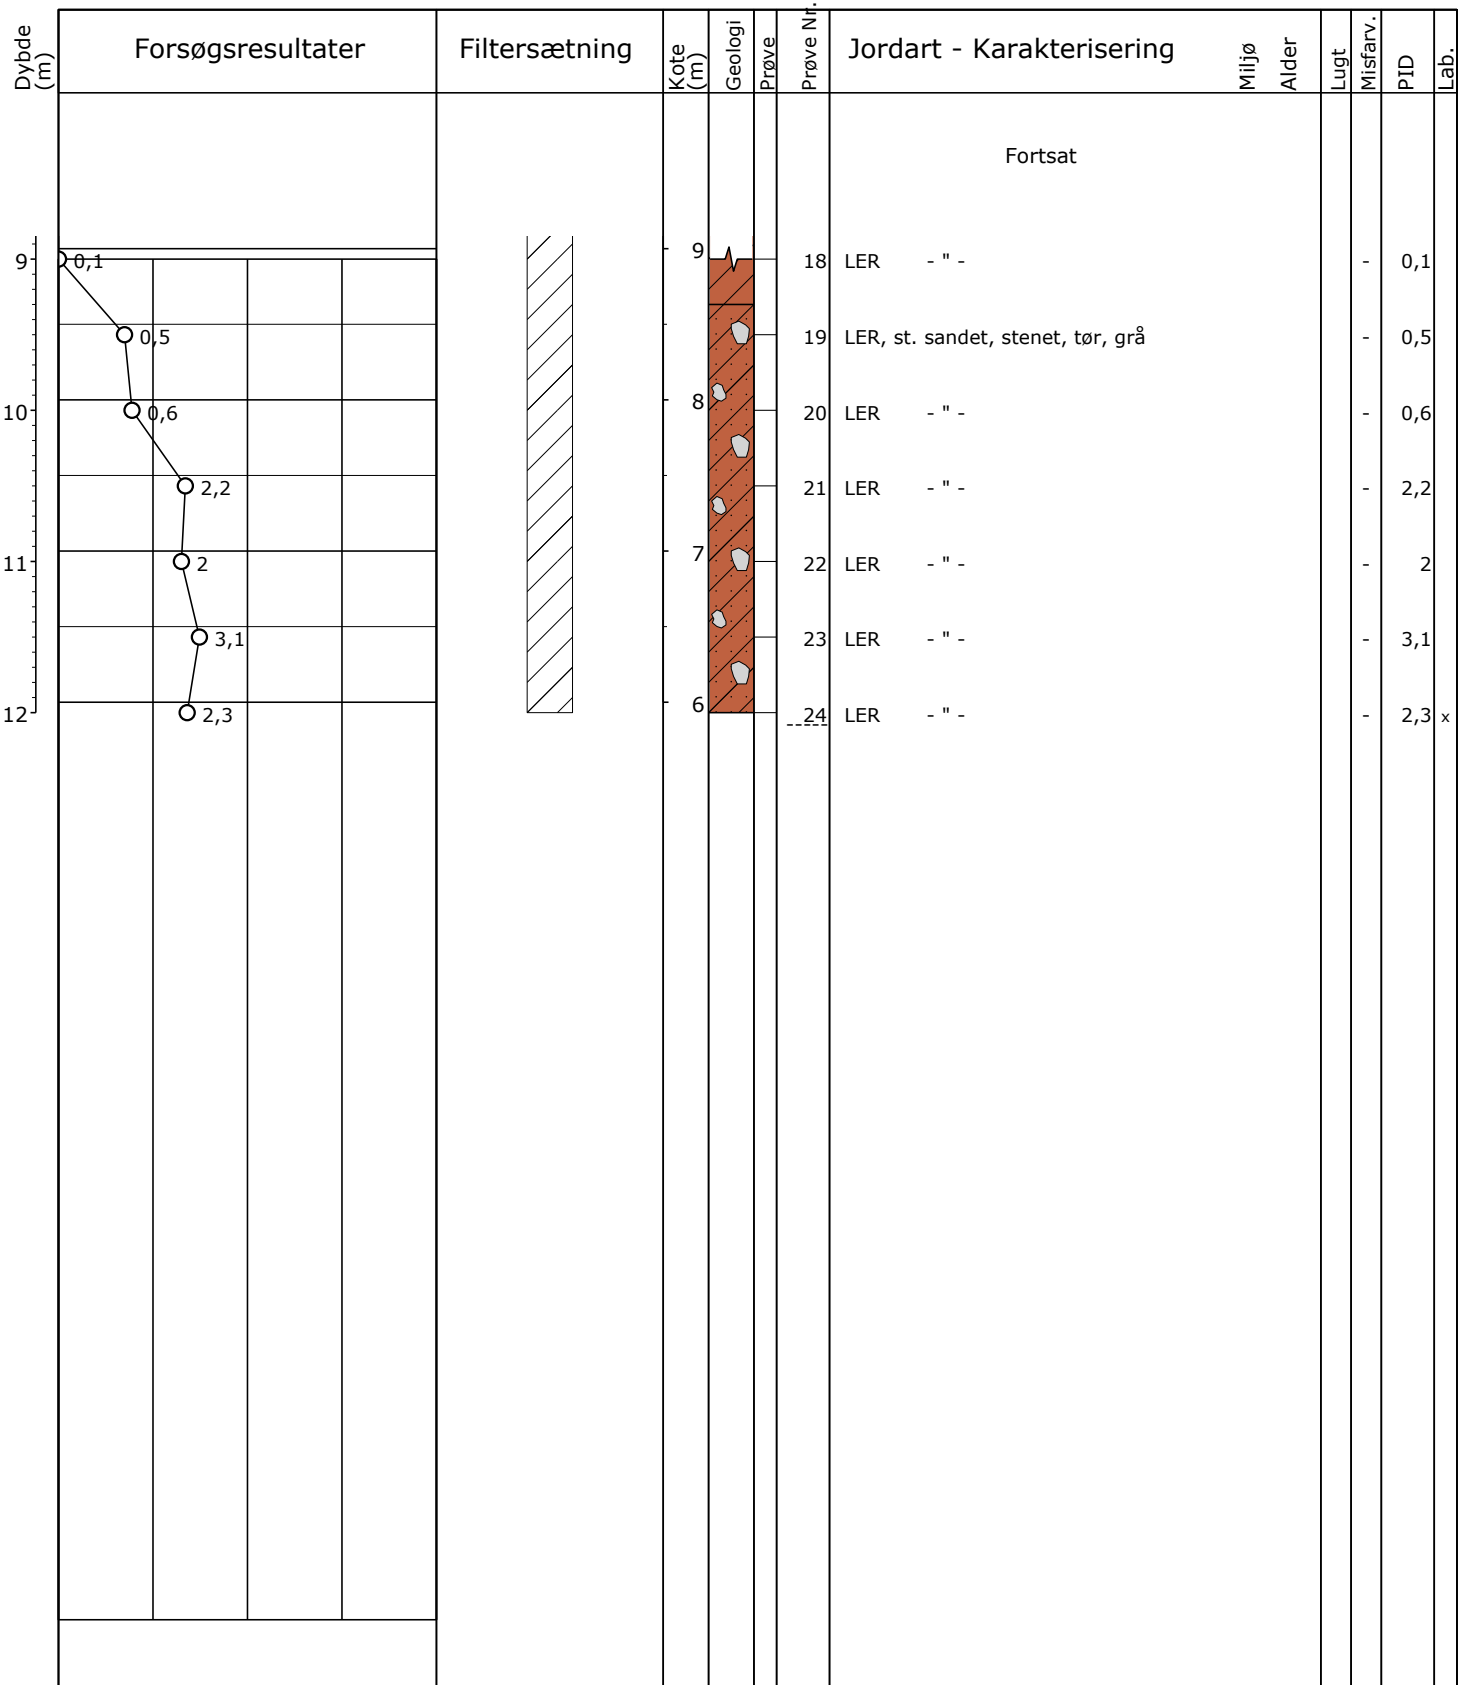 Dybde (m) Forsøgsresultater Filtersætning Kote (m) Geologi Prøve Prøve Nr. Jordart - Karakterisering Miljø Alder Lugt Misfarv. PID Lab.
Fortsat
9 0,1 9 18 LER - " - - 0,1
0,5 19 LER, st. sandet, stenet, tør, grå - 0,5
10 0,6 8 20 LER - " - - 0,6
2,2 21 LER - " - - 2,2
11 2 7 22 LER - " - - 2
3,1 23 LER - " - - 3,1
12 2,3 6 24 LER - " - - 2,3 x